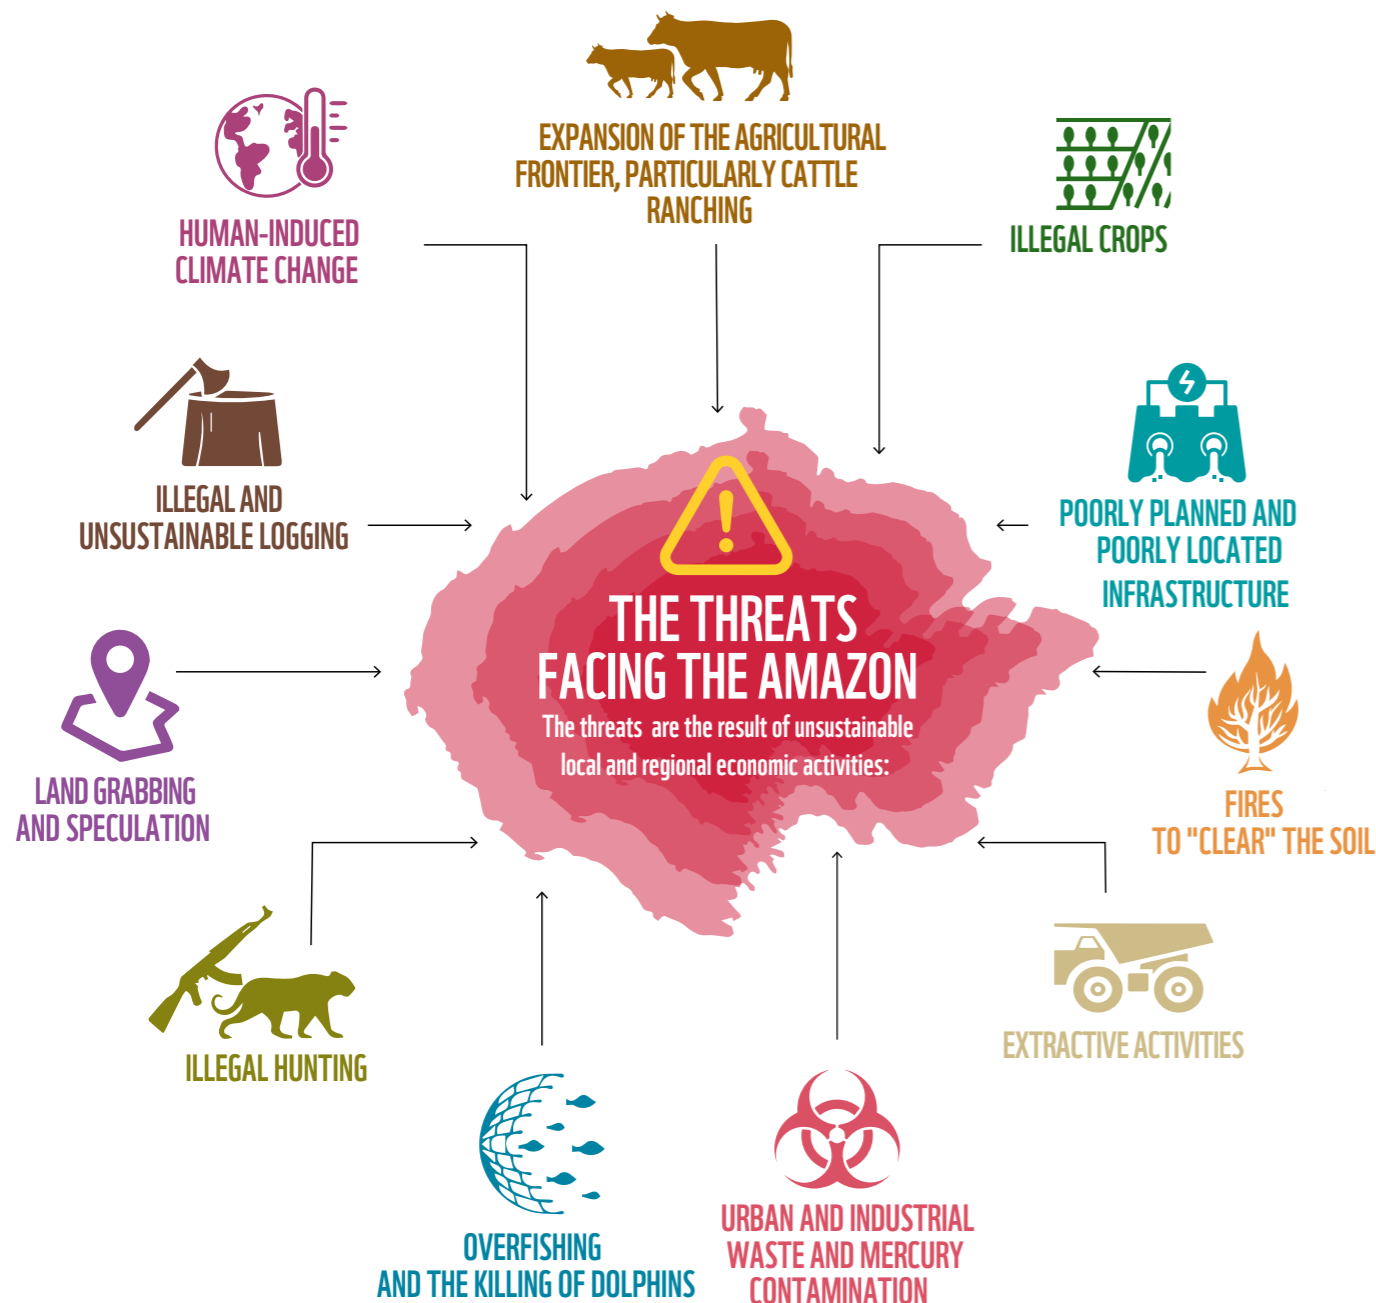 EXPANSION OF THE AGRICULTURAL
FRONTIER, PARTICULARLY CATTLE
RANCHING
HUMAN-INDUCED
CLIMATE CHANGE
ILLEGAL CROPS
ILLEGAL AND
UNSUSTAINABLE LOGGING
POORLY PLANNED AND
POORLY LOCATED
INFRASTRUCTURE
THE THREATS
FACING THE AMAZON
The threats are the result of unsustainable
local and regional economic activities:
LAND GRABBING
AND SPECULATION
FIRES
TO "CLEAR" THE SOIL
ILLEGAL HUNTING
EXTRACTIVE ACTIVITIES
OVERFISHING
AND THE KILLING OF DOLPHINS
URBAN AND INDUSTRIAL
WASTE AND MERCURY
CONTAMINATION